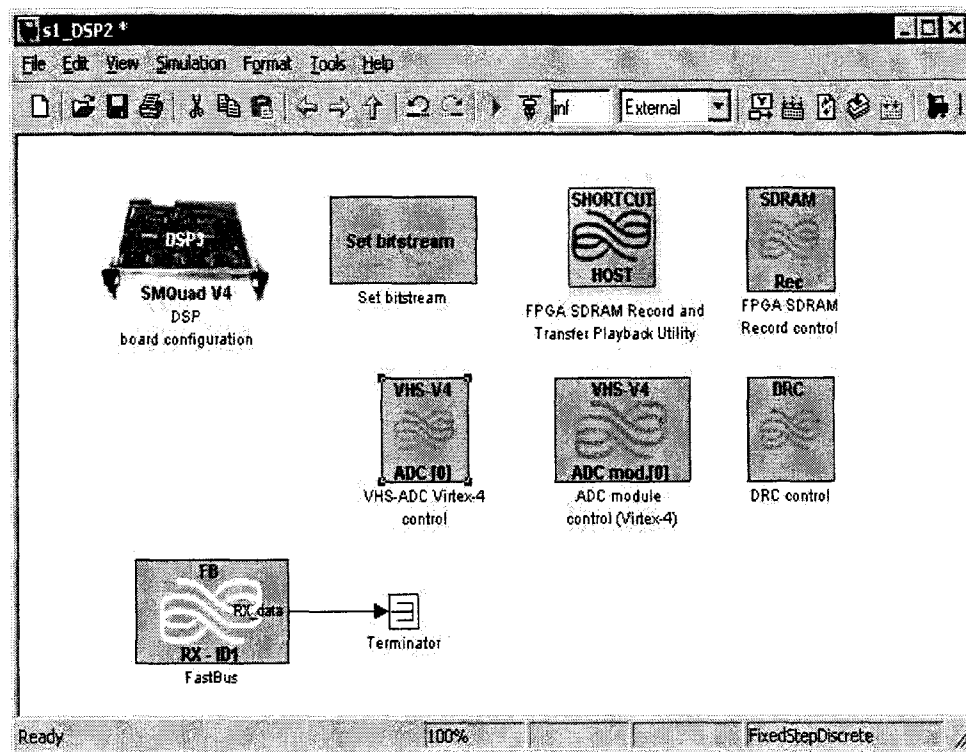 s1_DSP2 *
File Edit View Simulation Format Tools Help
inf External
DSP3
SMQuad V4
DSP
board configuration
Set bitstream
Set bitstream
SHORTCUT
HOST
FPGA SDRAM Record and
Transfer Playback Utility
SDRAM
Rec
FPGA SDRAM
Record control
VHS-V4
ADC [0]
VHS-ADC Virtex-4
control
VHS-V4
ADC mod.[0]
ADC module
control (Virtex-4)
DRC
DRC control
FB
RX_data
RX - ID1
FastBus
Terminator
Ready 100% FixedStepDiscrete